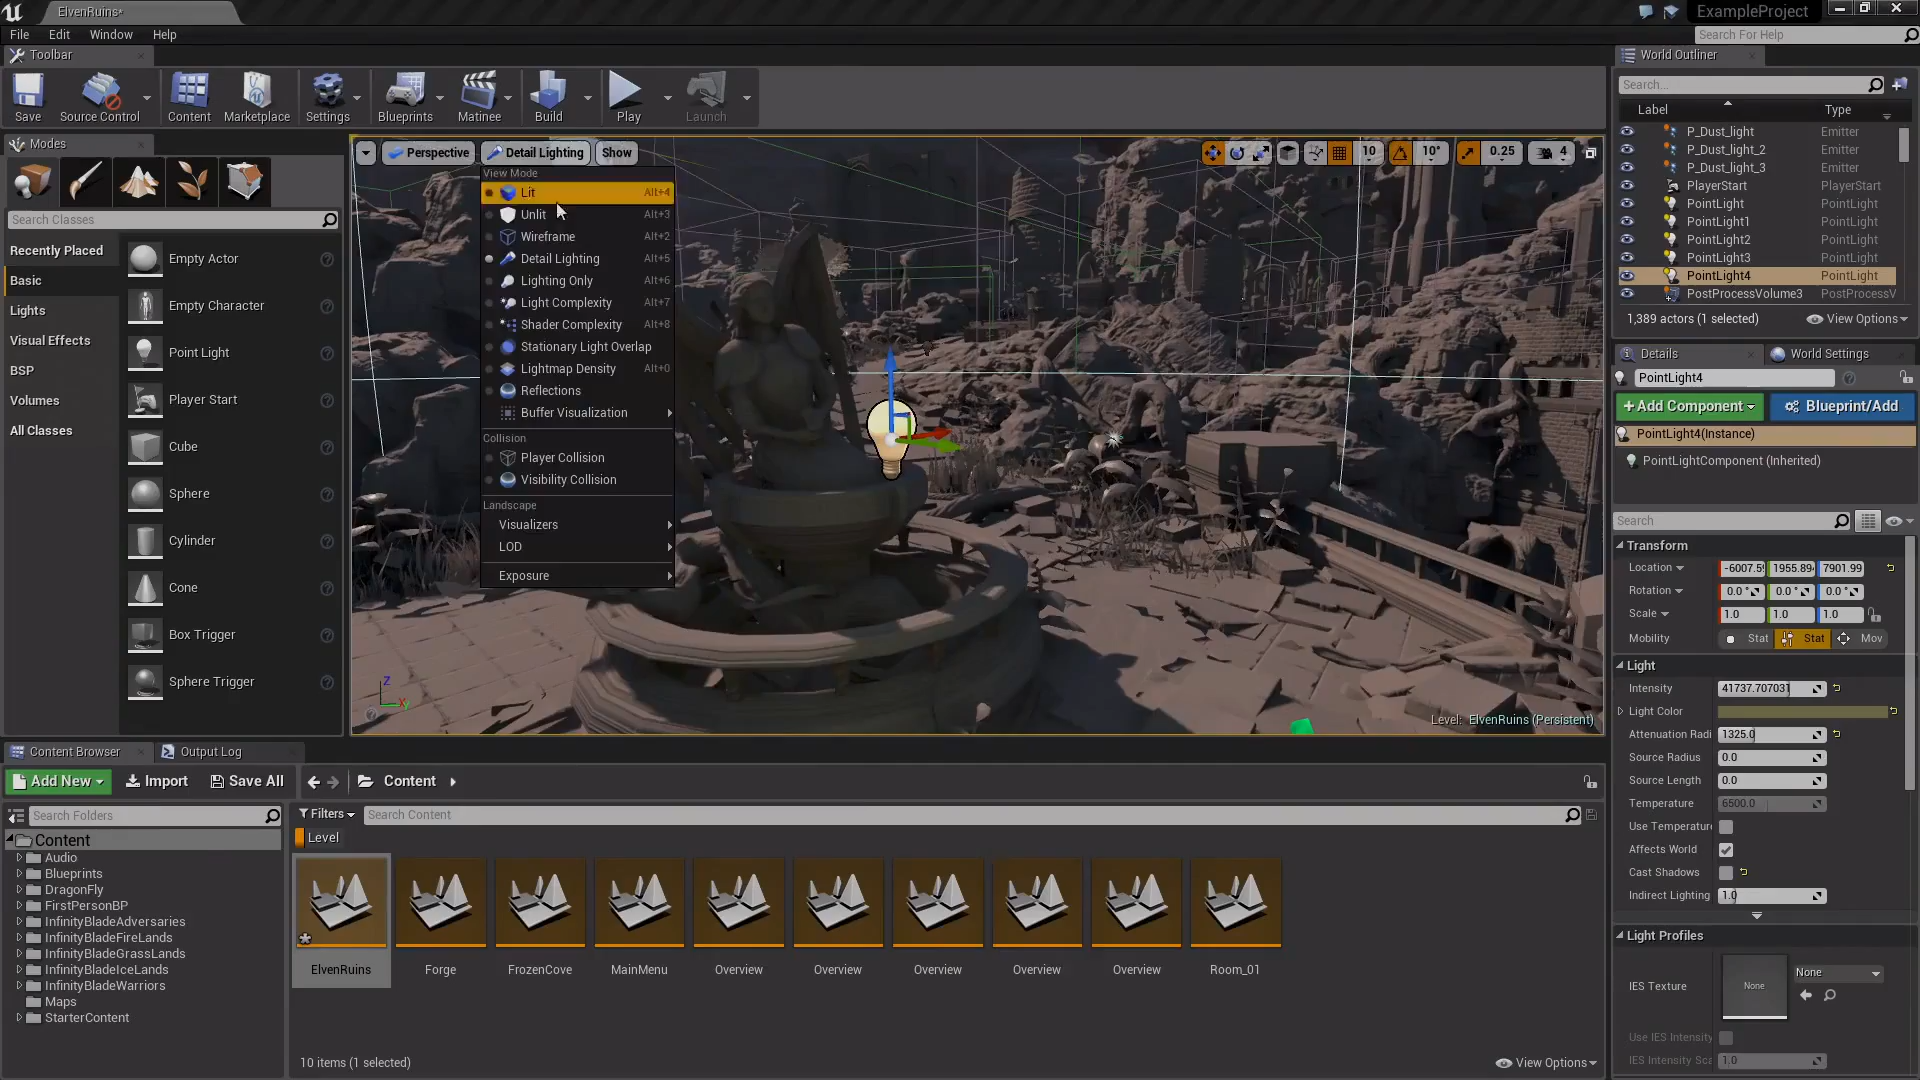 ElvenRuins*
ExampleProject
File Edit Window Help
Search For Help
Toolbar
World Outliner
Save
Source Control
Content
Marketplace
Settings
Blueprints
Matinee
Build
Play
Launch
Search...
Label Type
P_Dust_light Emitter
P_Dust_light_2 Emitter
P_Dust_light_3 Emitter
PlayerStart PlayerStart
PointLight PointLight
PointLight1 PointLight
PointLight2 PointLight
PointLight3 PointLight
PointLight4 PointLight
PostProcessVolume3 PostProcessV
1,389 actors (1 selected) View Options
Modes
Search Classes
Recently Placed
Basic
Lights
Visual Effects
BSP
Volumes
All Classes
Empty Actor
Empty Character
Point Light
Player Start
Cube
Sphere
Cylinder
Cone
Box Trigger
Sphere Trigger
Perspective Detail Lighting Show
10 10° 0.25 4
View Mode
Lit Alt+4
Unlit Alt+3
Wireframe Alt+2
Detail Lighting Alt+5
Lighting Only Alt+6
Light Complexity Alt+7
Shader Complexity Alt+8
Stationary Light Overlap
Lightmap Density Alt+0
Reflections
Buffer Visualization
Collision
Player Collision
Visibility Collision
Landscape
Visualizers
LOD
Exposure
Z
X Y
Level: ElvenRuins (Persistent)
Details World Settings
PointLight4
+Add Component Blueprint/Add
PointLight4(Instance)
PointLightComponent (Inherited)
Search
Transform
Location -6007.59 1955.894 7901.99
Rotation 0.0 ° 0.0 ° 0.0 °
Scale 1.0 1.0 1.0
Mobility Stat Stat Mov
Light
Intensity 41737.707031
Light Color
Attenuation Radi 1325.0
Source Radius 0.0
Source Length 0.0
Temperature 6500.0
Use Temperature
Affects World
Cast Shadows
Indirect Lighting 1.0
Light Profiles
IES Texture None None
Use IES Intensity
IES Intensity Sca 1.0
Content Browser Output Log
Add New Import Save All Content
Search Folders
Filters Search Content
Level
Content
Audio
Blueprints
DragonFly
FirstPersonBP
InfinityBladeAdversaries
InfinityBladeFireLands
InfinityBladeGrassLands
InfinityBladeIceLands
InfinityBladeWarriors
Maps
StarterContent
ElvenRuins
Forge
FrozenCove
MainMenu
Overview
Overview
Overview
Overview
Overview
Room_01
10 items (1 selected) View Options